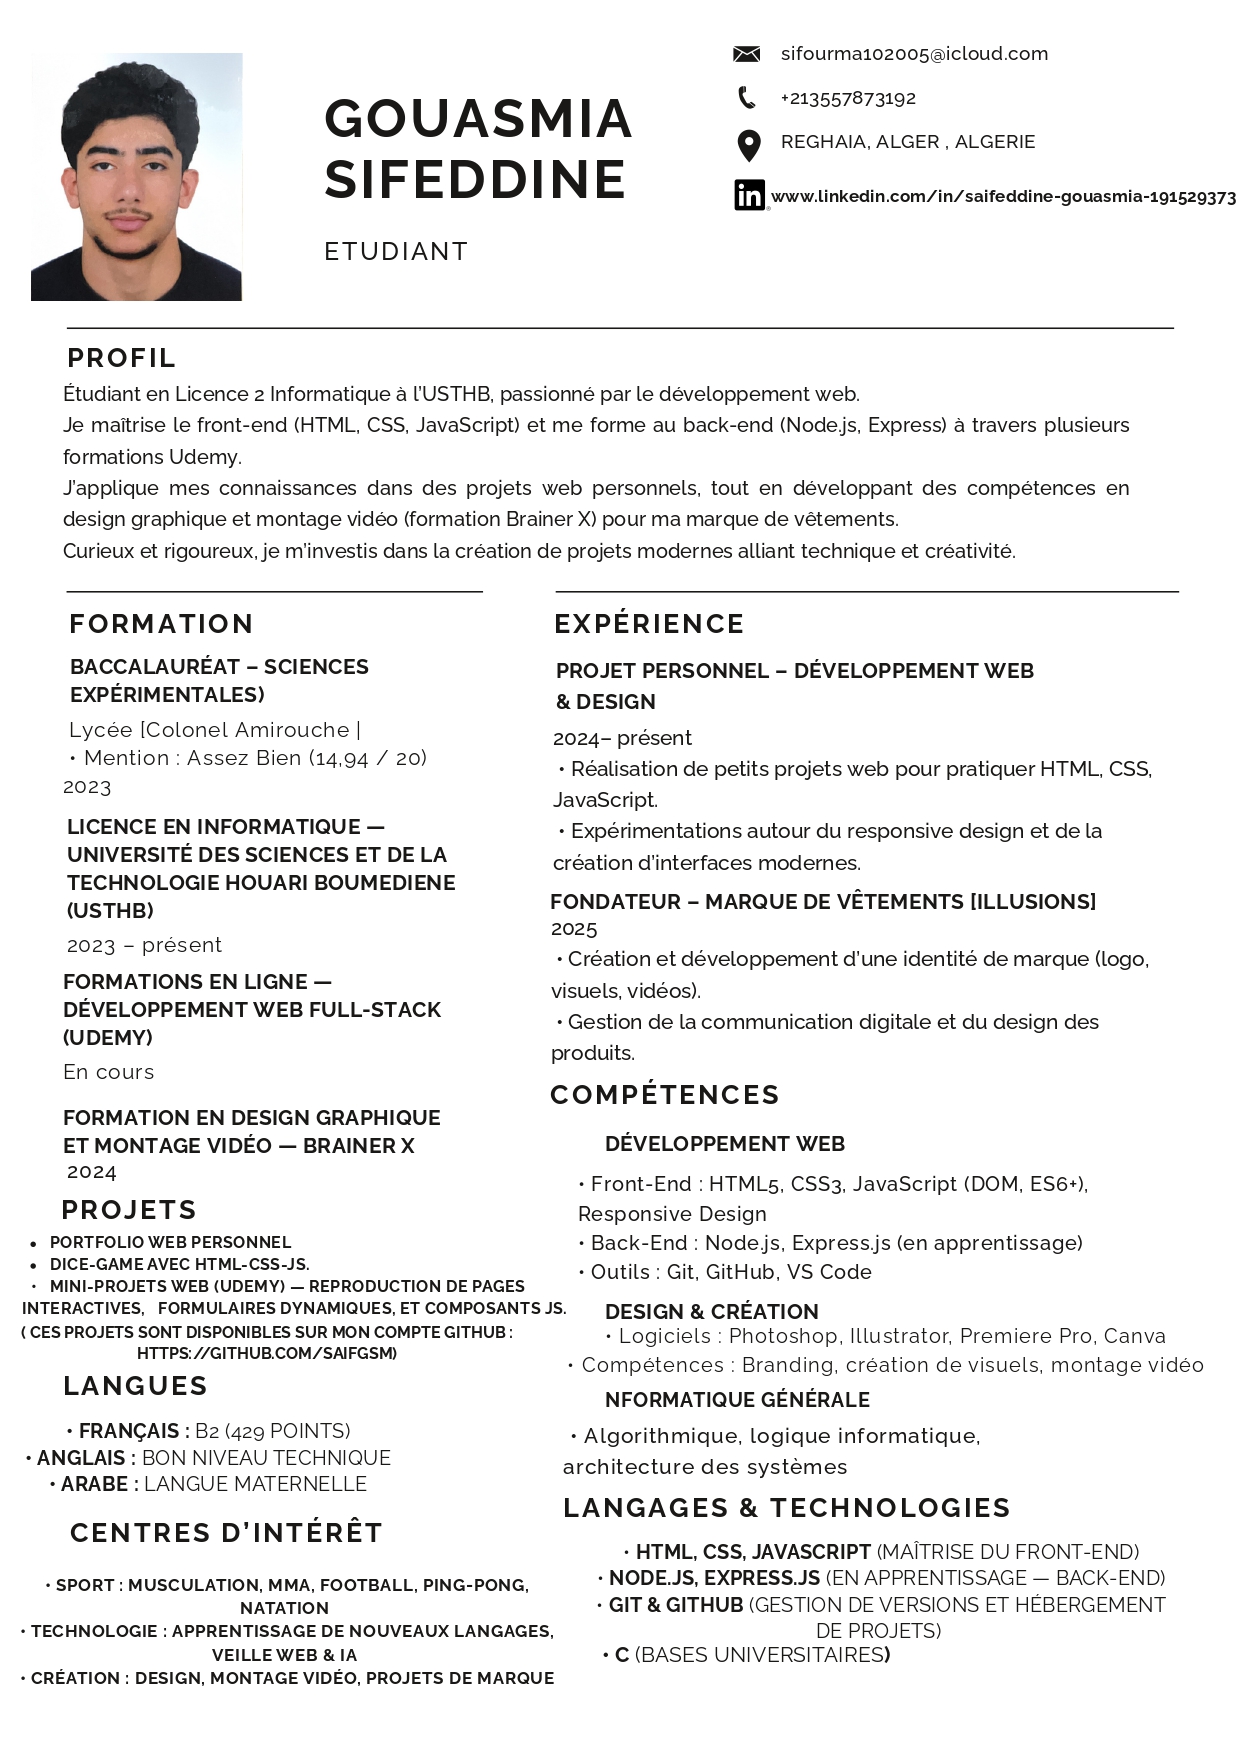 GOUASMIA
SIFEDDINE
ETUDIANT
sifourma102005@icloud.com
+213557873192
REGHAIA, ALGER , ALGERIE
in www.linkedin.com/in/saifeddine-gouasmia-191529373
PROFIL
Étudiant en Licence 2 Informatique à l’USTHB, passionné par le développement web.
Je maîtrise le front-end (HTML, CSS, JavaScript) et me forme au back-end (Node.js, Express) à travers plusieurs
formations Udemy.
J’applique mes connaissances dans des projets web personnels, tout en développant des compétences en
design graphique et montage vidéo (formation Brainer X) pour ma marque de vêtements.
Curieux et rigoureux, je m’investis dans la création de projets modernes alliant technique et créativité.
FORMATION
BACCALAURÉAT – SCIENCES
EXPÉRIMENTALES)
Lycée [Colonel Amirouche |
• Mention : Assez Bien (14,94 / 20)
2023
LICENCE EN INFORMATIQUE —
UNIVERSITÉ DES SCIENCES ET DE LA
TECHNOLOGIE HOUARI BOUMEDIENE
(USTHB)
2023 – présent
FORMATIONS EN LIGNE —
DÉVELOPPEMENT WEB FULL-STACK
(UDEMY)
En cours
FORMATION EN DESIGN GRAPHIQUE
ET MONTAGE VIDÉO — BRAINER X
2024
PROJETS
• PORTFOLIO WEB PERSONNEL
• DICE-GAME AVEC HTML-CSS-JS.
• MINI-PROJETS WEB (UDEMY) — REPRODUCTION DE PAGES
INTERACTIVES, FORMULAIRES DYNAMIQUES, ET COMPOSANTS JS.
( CES PROJETS SONT DISPONIBLES SUR MON COMPTE GITHUB :
HTTPS://GITHUB.COM/SAIFGSM)
LANGUES
• FRANÇAIS : B2 (429 POINTS)
• ANGLAIS : BON NIVEAU TECHNIQUE
• ARABE : LANGUE MATERNELLE
CENTRES D’INTÉRÊT
• SPORT : MUSCULATION, MMA, FOOTBALL, PING-PONG,
NATATION
• TECHNOLOGIE : APPRENTISSAGE DE NOUVEAUX LANGAGES,
VEILLE WEB & IA
• CRÉATION : DESIGN, MONTAGE VIDÉO, PROJETS DE MARQUE
EXPÉRIENCE
PROJET PERSONNEL – DÉVELOPPEMENT WEB
& DESIGN
2024– présent
• Réalisation de petits projets web pour pratiquer HTML, CSS,
JavaScript.
• Expérimentations autour du responsive design et de la
création d’interfaces modernes.
FONDATEUR – MARQUE DE VÊTEMENTS [ILLUSIONS]
2025
• Création et développement d’une identité de marque (logo,
visuels, vidéos).
• Gestion de la communication digitale et du design des
produits.
COMPÉTENCES
DÉVELOPPEMENT WEB
• Front-End : HTML5, CSS3, JavaScript (DOM, ES6+),
Responsive Design
• Back-End : Node.js, Express.js (en apprentissage)
• Outils : Git, GitHub, VS Code
DESIGN & CRÉATION
• Logiciels : Photoshop, Illustrator, Premiere Pro, Canva
• Compétences : Branding, création de visuels, montage vidéo
NFORMATIQUE GÉNÉRALE
• Algorithmique, logique informatique,
architecture des systèmes
LANGAGES & TECHNOLOGIES
• HTML, CSS, JAVASCRIPT (MAÎTRISE DU FRONT-END)
• NODE.JS, EXPRESS.JS (EN APPRENTISSAGE — BACK-END)
• GIT & GITHUB (GESTION DE VERSIONS ET HÉBERGEMENT
DE PROJETS)
• C (BASES UNIVERSITAIRES)